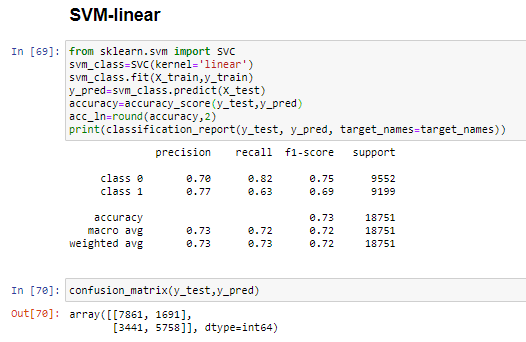 SVM-linear
In [69]: from sklearn.svm import SVC
svm_class=SVC(kernel='linear')
svm_class.fit(X_train,y_train)
y_pred=svm_class.predict(X_test)
accuracy=accuracy_score(y_test,y_pred)
acc_ln=round(accuracy,2)
print(classification_report(y_test, y_pred, target_names=target_names))
precision recall f1-score support
class 0 0.70 0.82 0.75 9552
class 1 0.77 0.63 0.69 9199
accuracy 0.73 18751
macro avg 0.73 0.72 0.72 18751
weighted avg 0.73 0.73 0.72 18751
In [70]: confusion_matrix(y_test,y_pred)
Out[70]: array([[7861, 1691],
[3441, 5758]], dtype=int64)